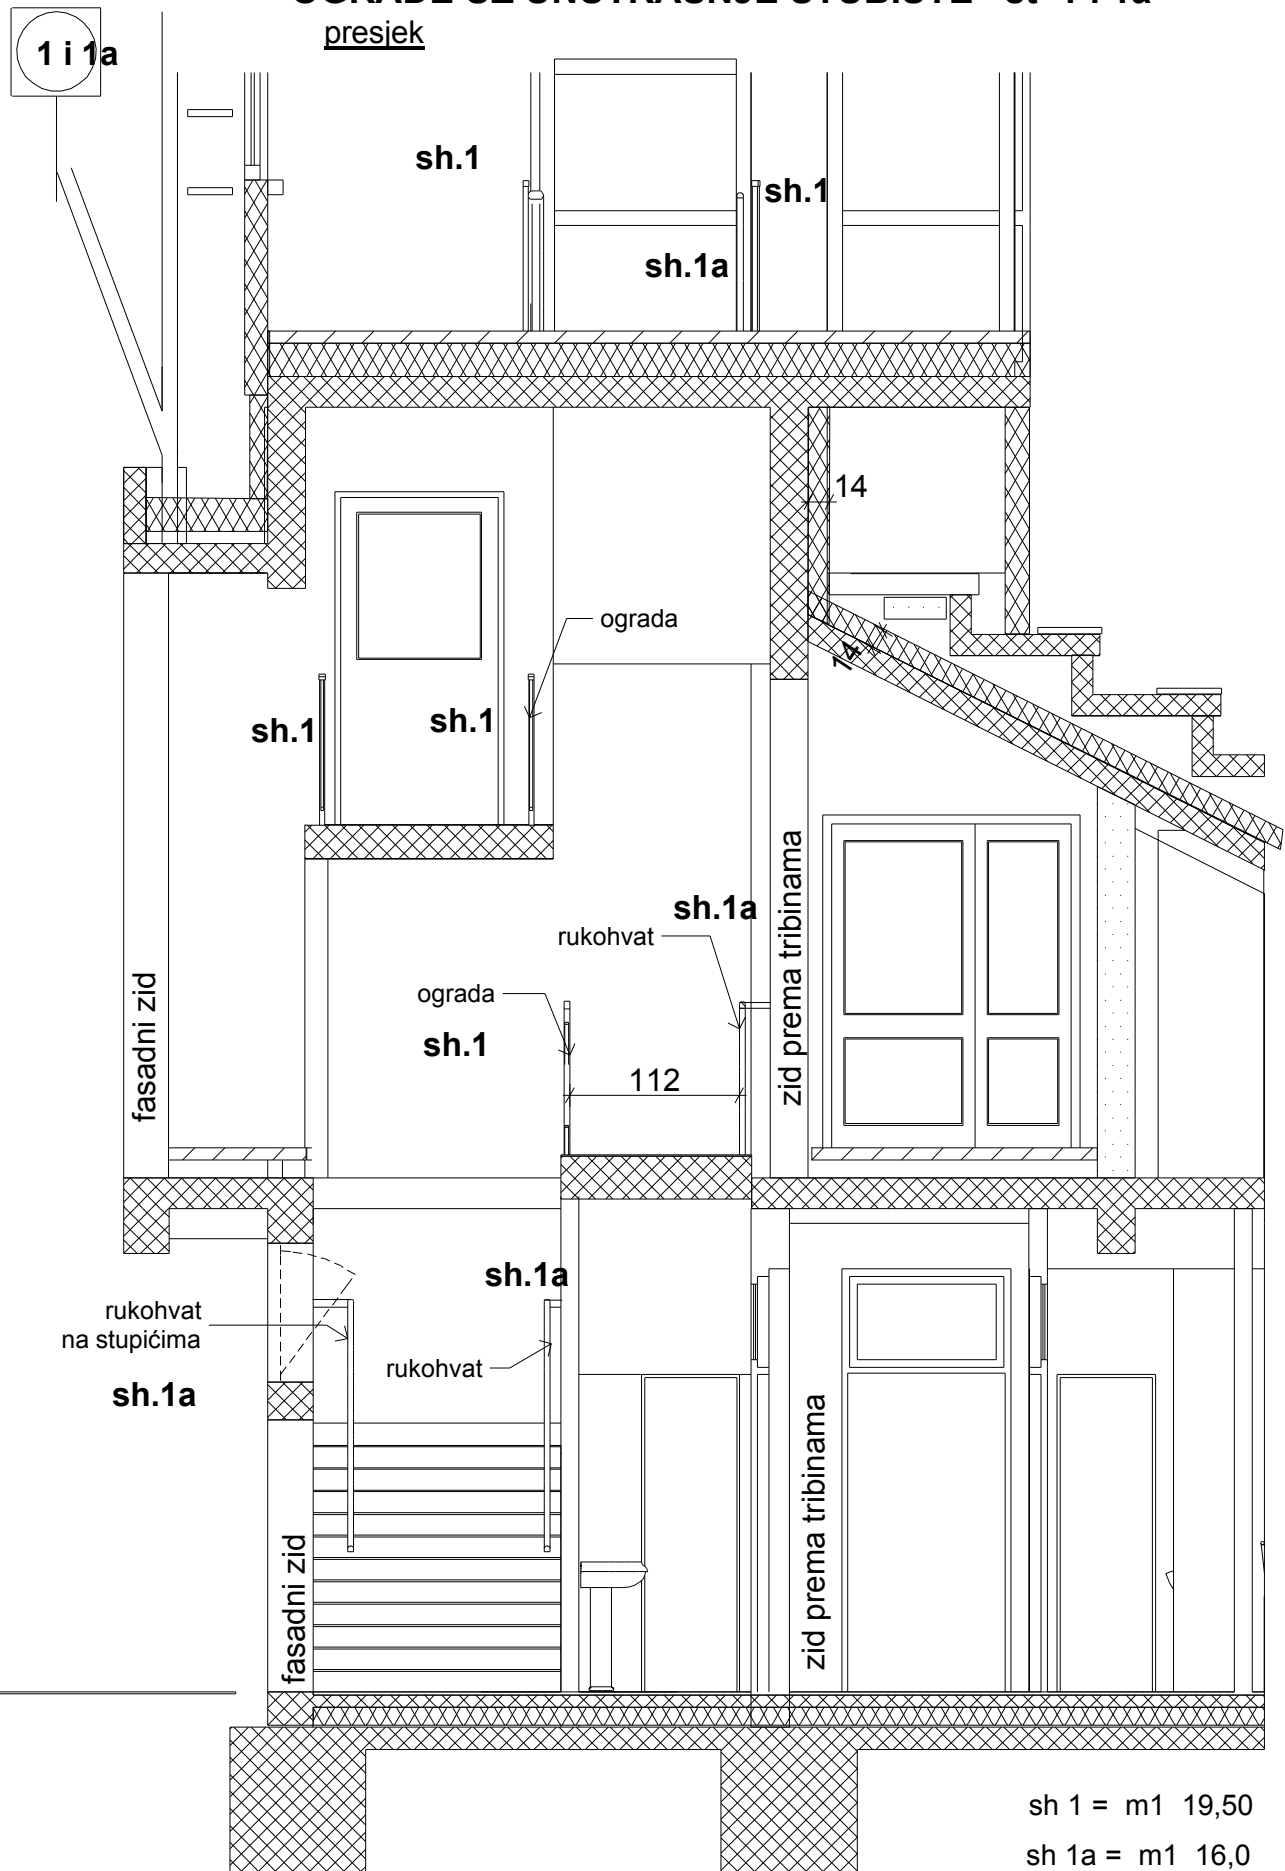 presjek
1 i 1a
sh.1
sh.1
sh.1a
14
ograda
14
sh.1
sh.1
sh.1a
rukohvat
zid prema tribinama
fasadni zid
ograda
sh.1
112
sh.1a
rukohvat
na stupićima
rukohvat
sh.1a
zid prema tribinama
fasadni zid
sh 1 = m1 19,50
sh 1a = m1 16,0